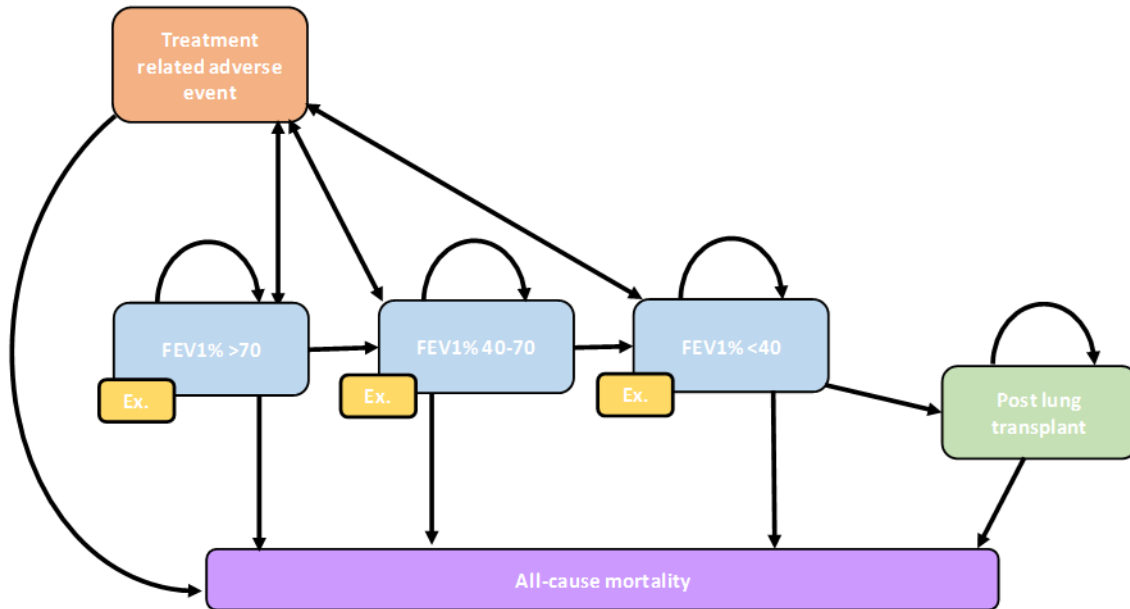 Treatment
related adverse
event
FEV1% >70
FEV1% 40-70
FEV1% <40
Ex.
Ex.
Ex.
Post lung
transplant
All-cause mortality